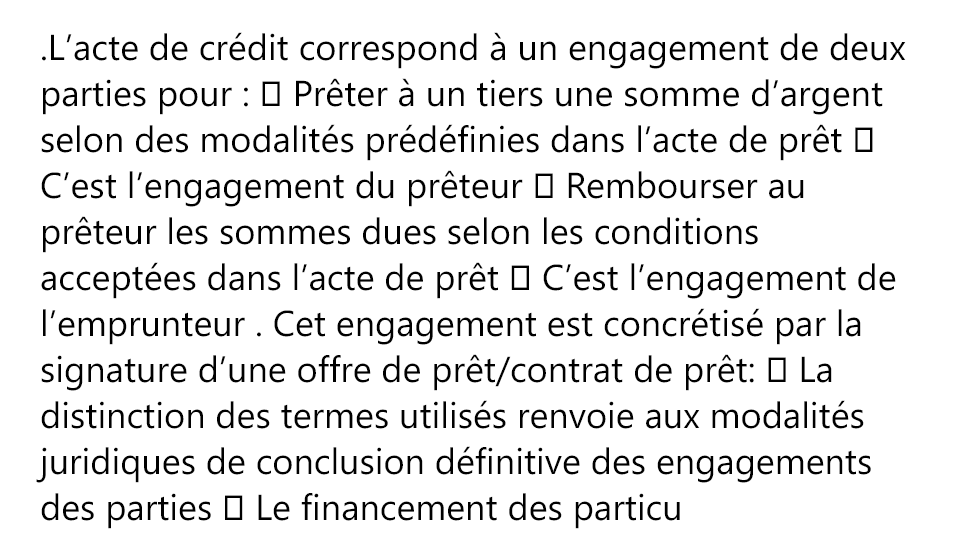 .L’acte de crédit correspond à un engagement de deux
parties pour : 􀂾 Prêter à un tiers une somme d’argent
selon des modalités prédéfinies dans l’acte de prêt 􀂾
C’est l’engagement du prêteur 􀂾 Rembourser au
prêteur les sommes dues selon les conditions
acceptées dans l’acte de prêt 􀂾 C’est l’engagement de
l’emprunteur . Cet engagement est concrétisé par la
signature d’une offre de prêt/contrat de prêt: 􀂾 La
distinction des termes utilisés renvoie aux modalités
juridiques de conclusion définitive des engagements
des parties 􀂾 Le financement des particu